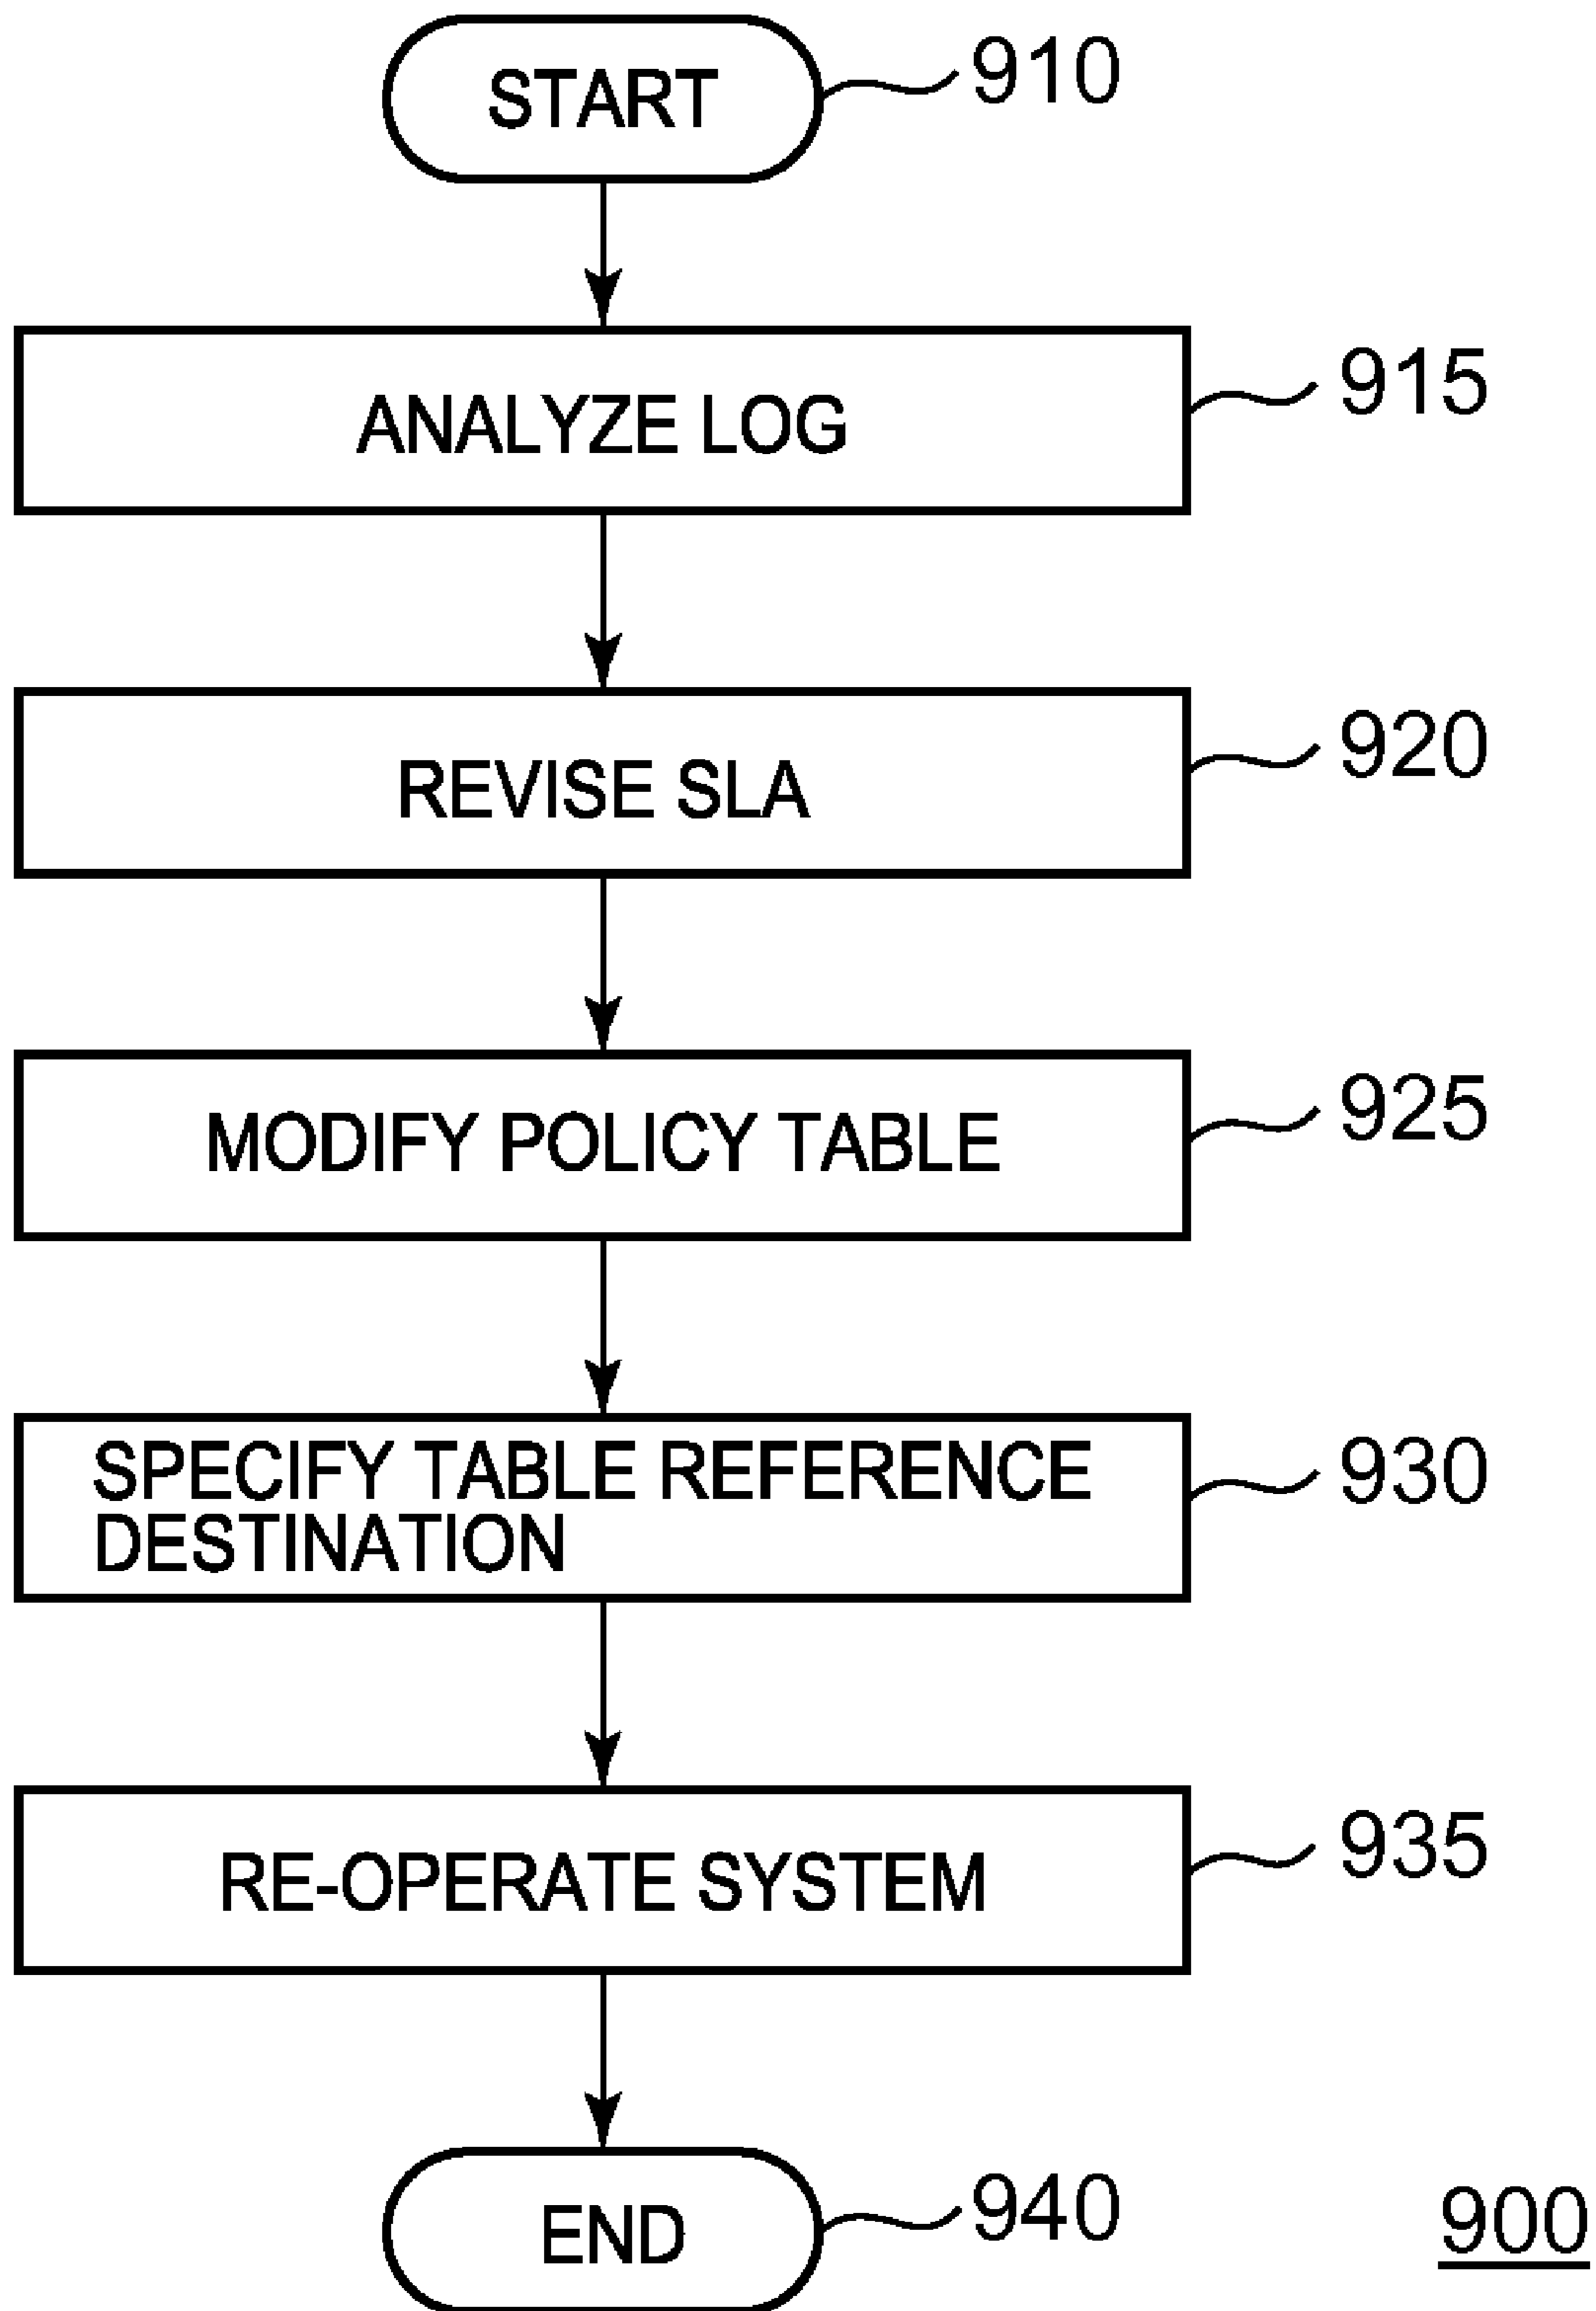 START
910
ANALYZE LOG
915
REVISE SLA
920
MODIFY POLICY TABLE
925
SPECIFY TABLE REFERENCE
DESTINATION
930
RE-OPERATE SYSTEM
935
END
940
900